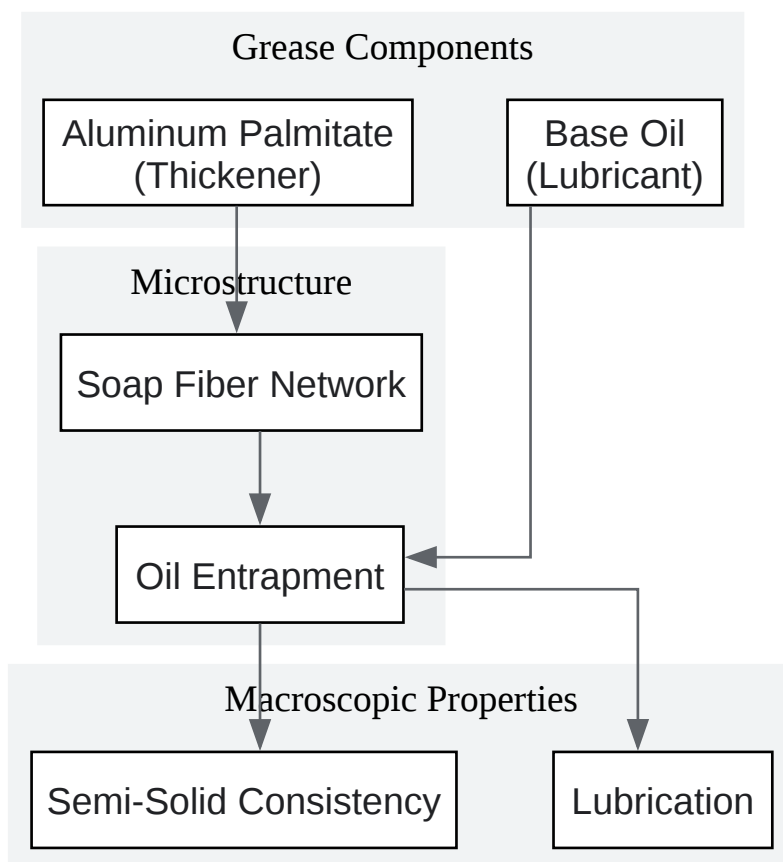 Grease Components
Aluminum Palmitate
(Thickener)
Base Oil
(Lubricant)
Microstructure
Soap Fiber Network
Oil Entrapment
Macroscopic Properties
Semi-Solid Consistency
Lubrication